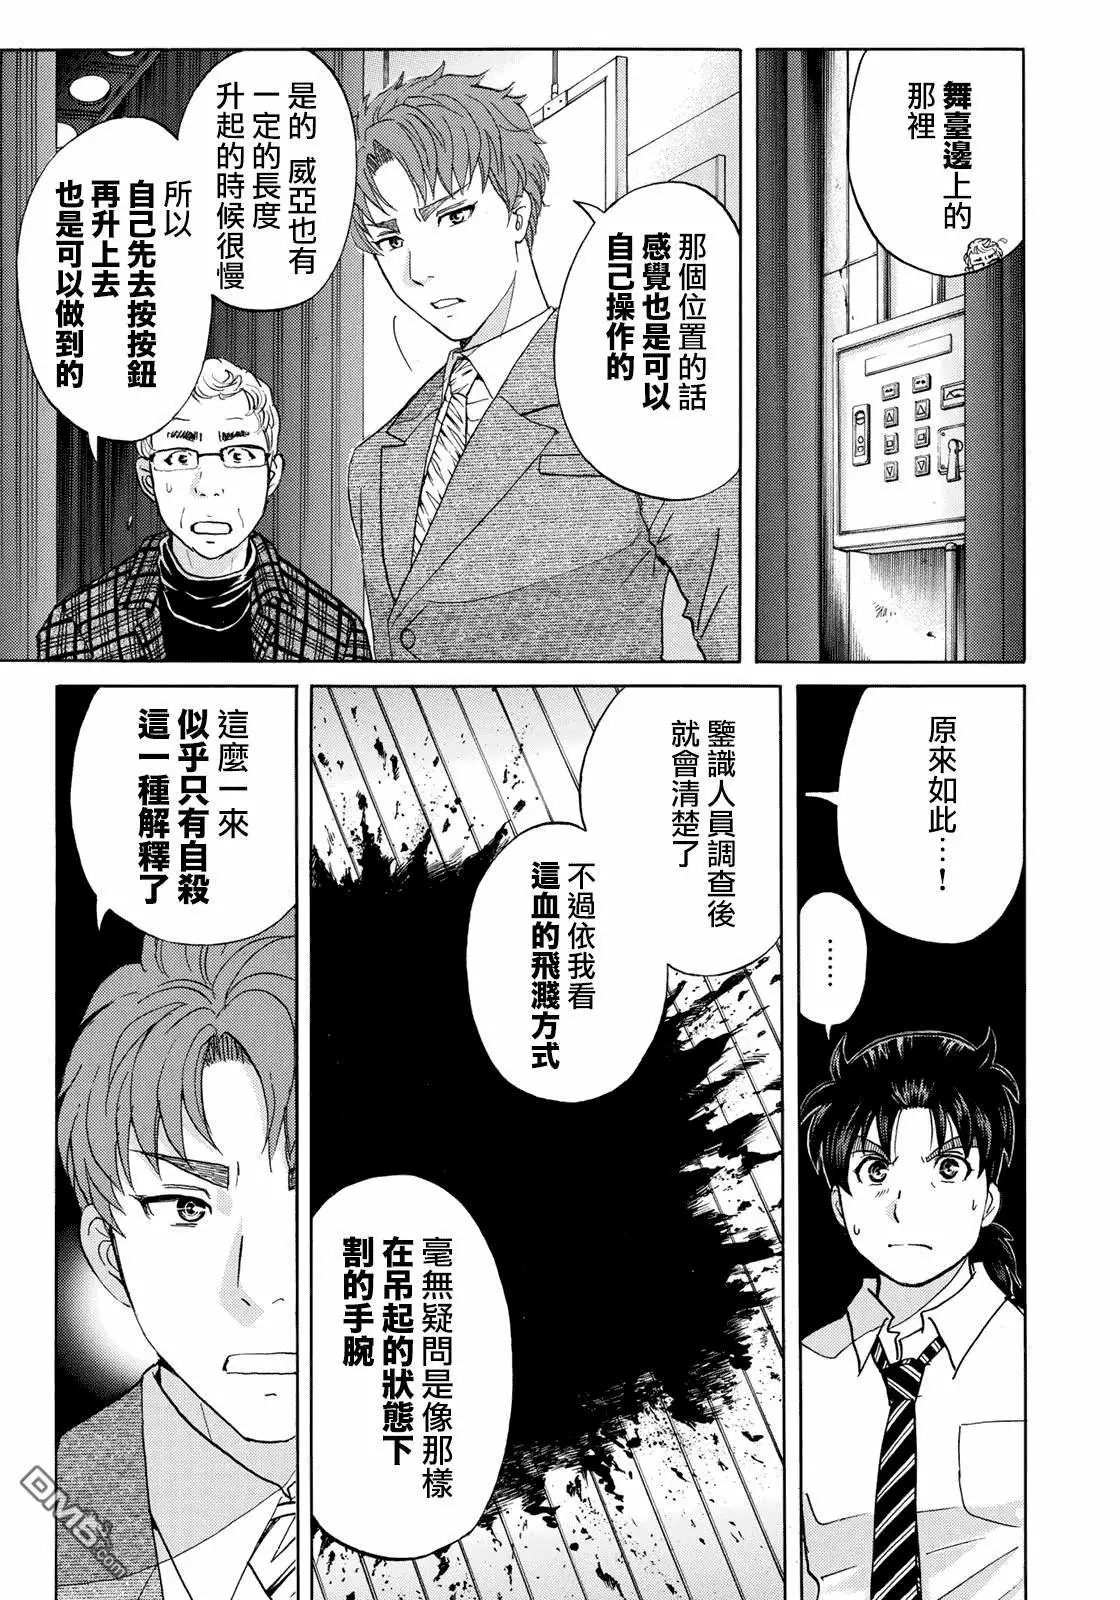 舞臺邊上的
那裡
那個位置的話
感覺也是可以
自己操作的
是的 威亞也有
一定的長度
升起的時候很慢
所以
自己先去按按鈕
再升上去
也是可以做到的
原來如此…!
……
鑒識人員調查後
就會清楚了
不過依我看
這血的飛濺方式
毫無疑問是像那樣
在吊起的狀態下
割的手腕
這麼一來
似乎只有自殺
這一種解釋了